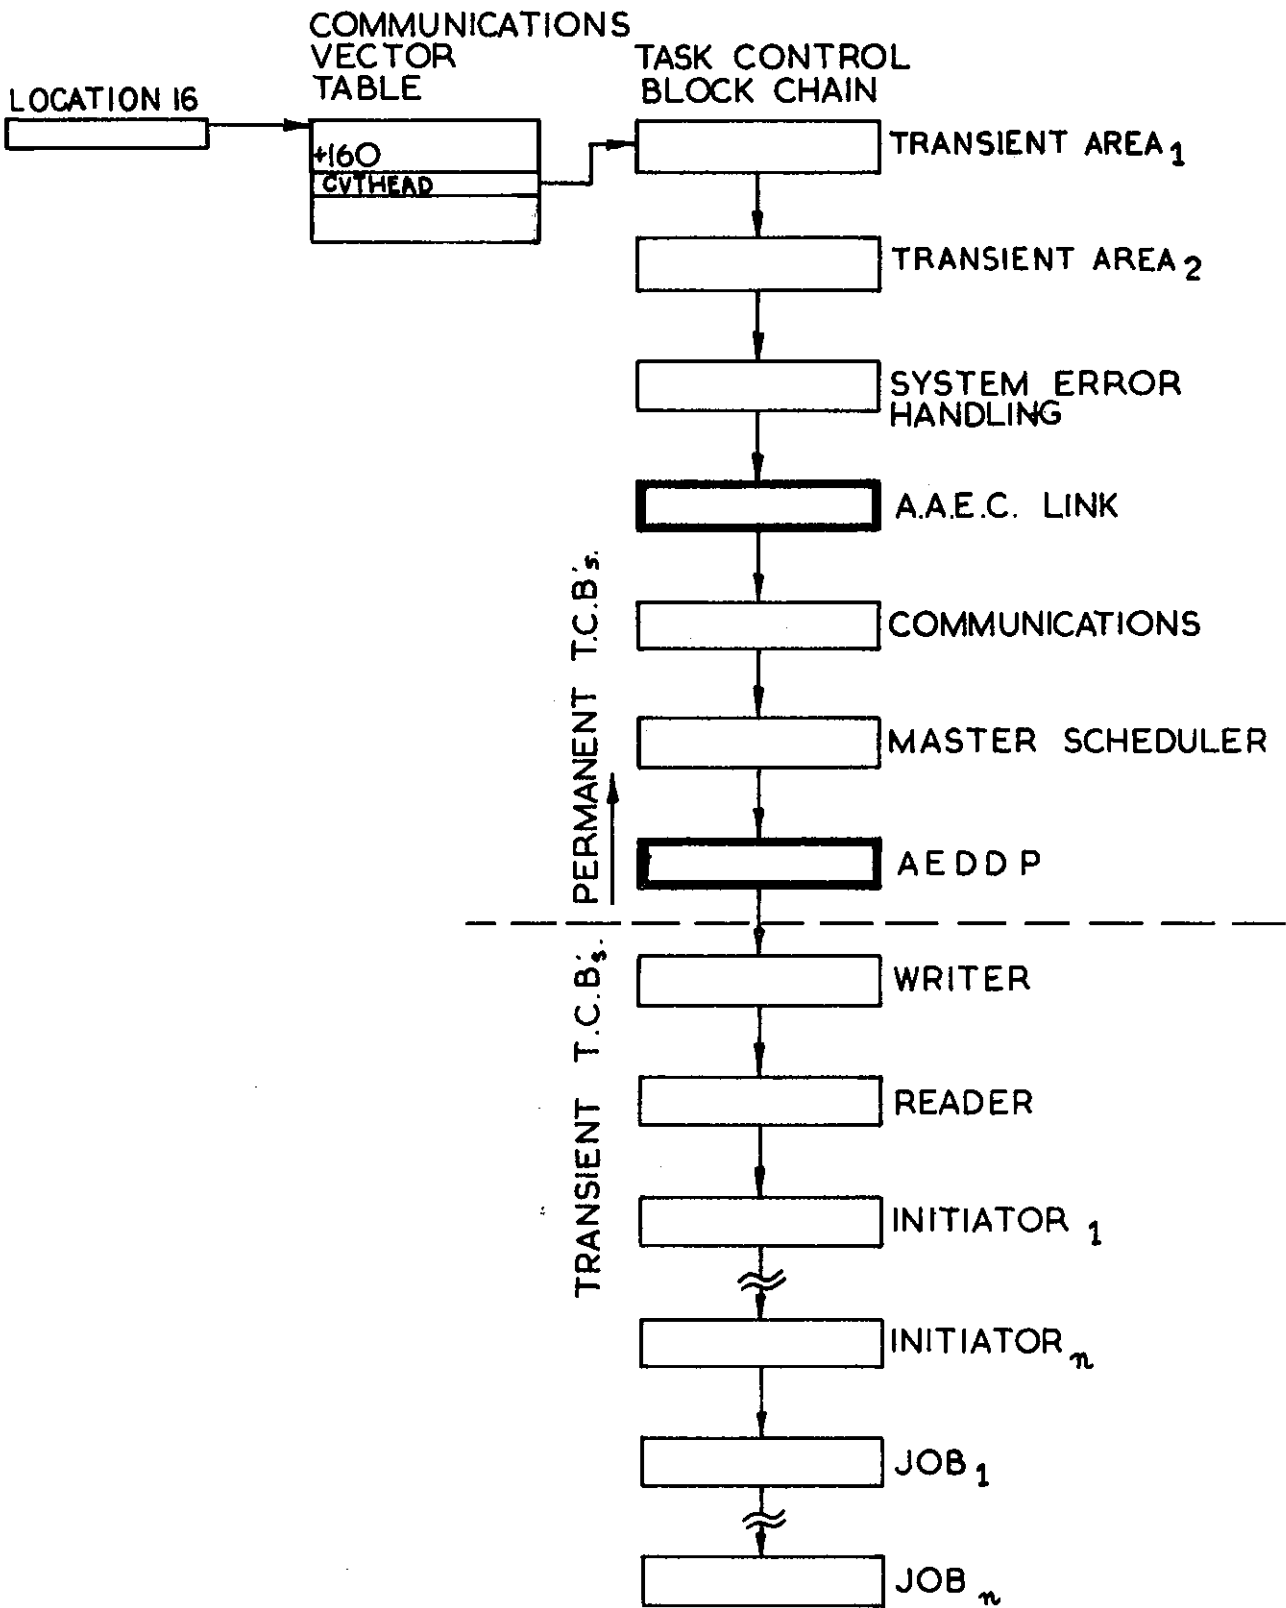 COMMUNICATIONS
VECTOR
TABLE
TASK CONTROL
BLOCK CHAIN
LOCATION 16
+160
CVTHEAD
TRANSIENT AREA 1
TRANSIENT AREA 2
SYSTEM ERROR
HANDLING
A.A.E.C. LINK
COMMUNICATIONS
MASTER SCHEDULER
AEDDP
PERMANENT T.C.B's.
TRANSIENT T.C.B's.
WRITER
READER
INITIATOR 1
INITIATOR n
JOB 1
JOB n